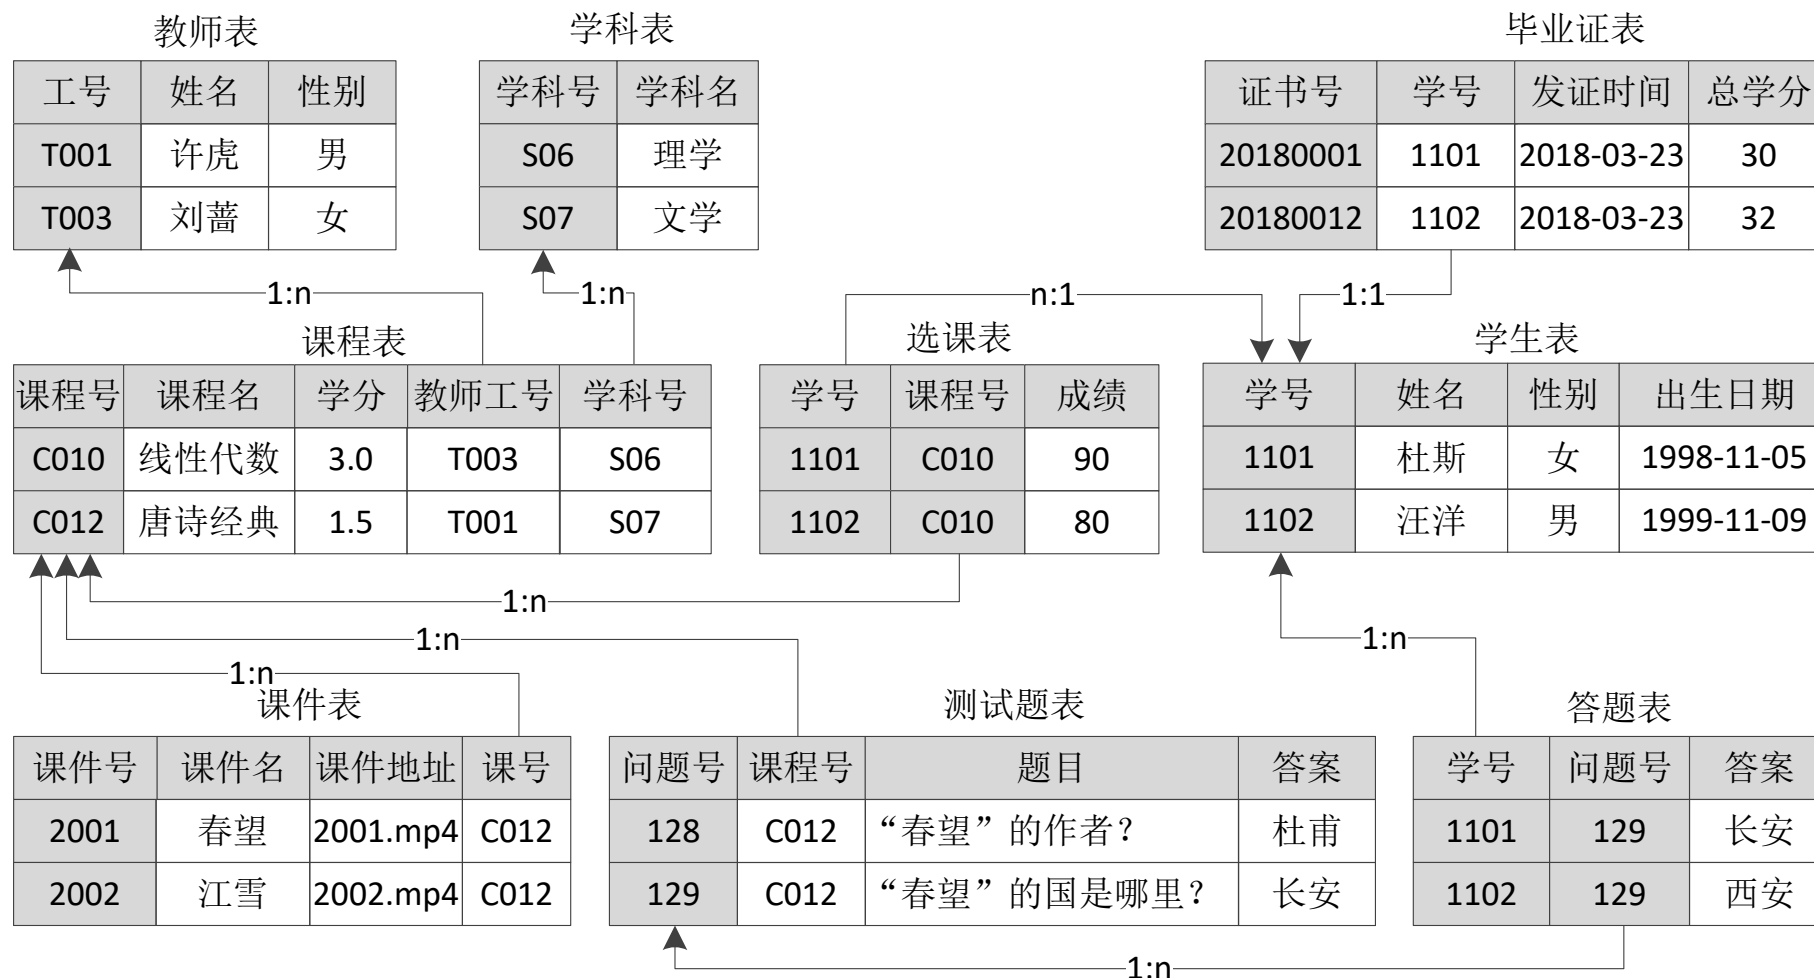 教师表
工号 姓名 性别
T001 许虎 男
T003 刘蔷 女
学科表
学科号 学科名
S06 理学
S07 文学
毕业证表
证书号 学号 发证时间 总学分
20180001 1101 2018-03-23 30
20180012 1102 2018-03-23 32
1:n
1:n
n:1
1:1
课程表
课程号 课程名 学分 教师工号 学科号
C010 线性代数 3.0 T003 S06
C012 唐诗经典 1.5 T001 S07
选课表
学号 课程号 成绩
1101 C010 90
1102 C010 80
学生表
学号 姓名 性别 出生日期
1101 杜斯 女 1998-11-05
1102 汪洋 男 1999-11-09
1:n
1:n
1:n
1:n
课件表
课件号 课件名 课件地址 课号
2001 春望 2001.mp4 C012
2002 江雪 2002.mp4 C012
测试题表
问题号 课程号 题目 答案
128 C012 “春望”的作者? 杜甫
129 C012 “春望”的国是哪里? 长安
答题表
学号 问题号 答案
1101 129 长安
1102 129 西安
1:n